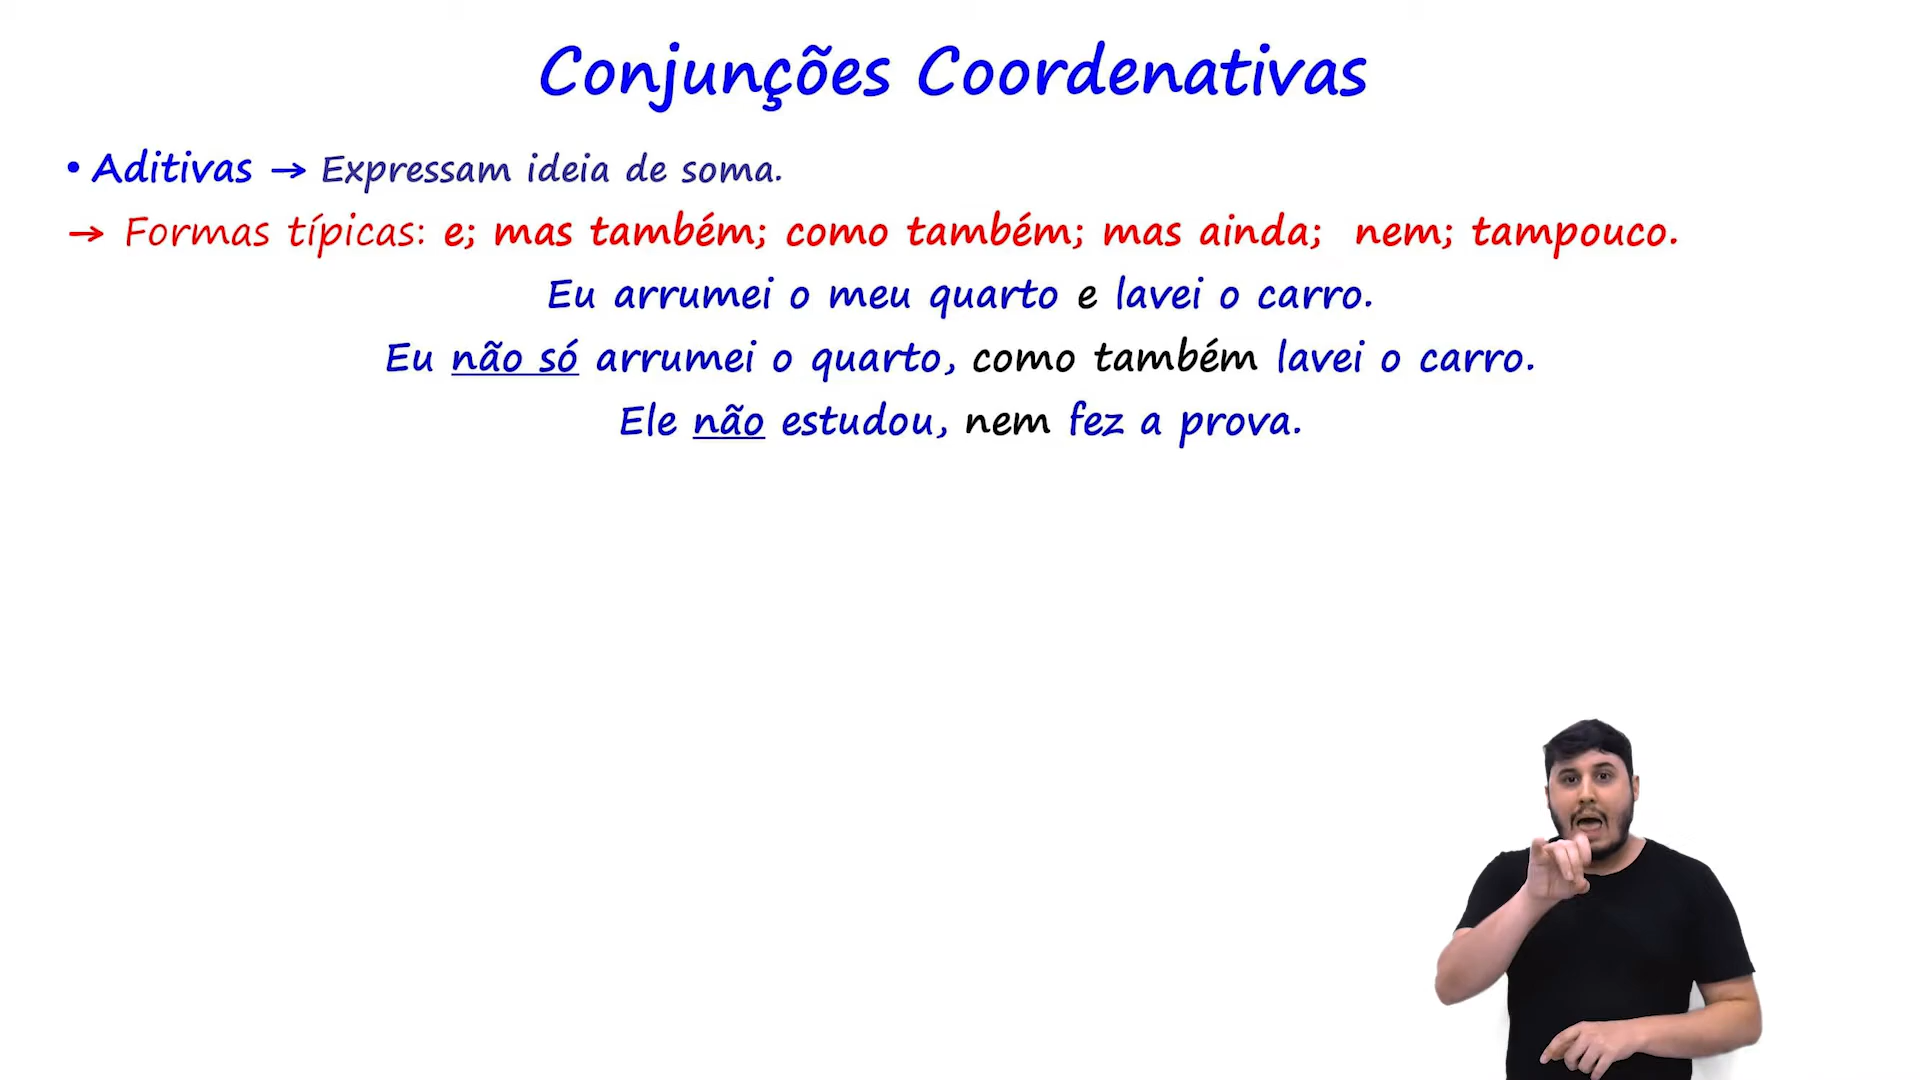 Conjunções Coordenativas
• Aditivas → Expressam ideia de soma.
→ Formas típicas: e; mas também; como também; mas ainda; nem; tampouco.
Eu arrumei o meu quarto e lavei o carro.
Eu não só arrumei o quarto, como também lavei o carro.
Ele não estudou, nem fez a prova.